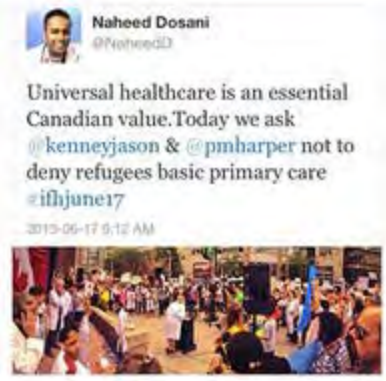 Naheed Dosani
@NaheedD
Universal healthcare is an essential
Canadian value.Today we ask
@kenneyjason & @pmharper not to
deny refugees basic primary care
#ifhjune17
2013-06-17 9:12 AM